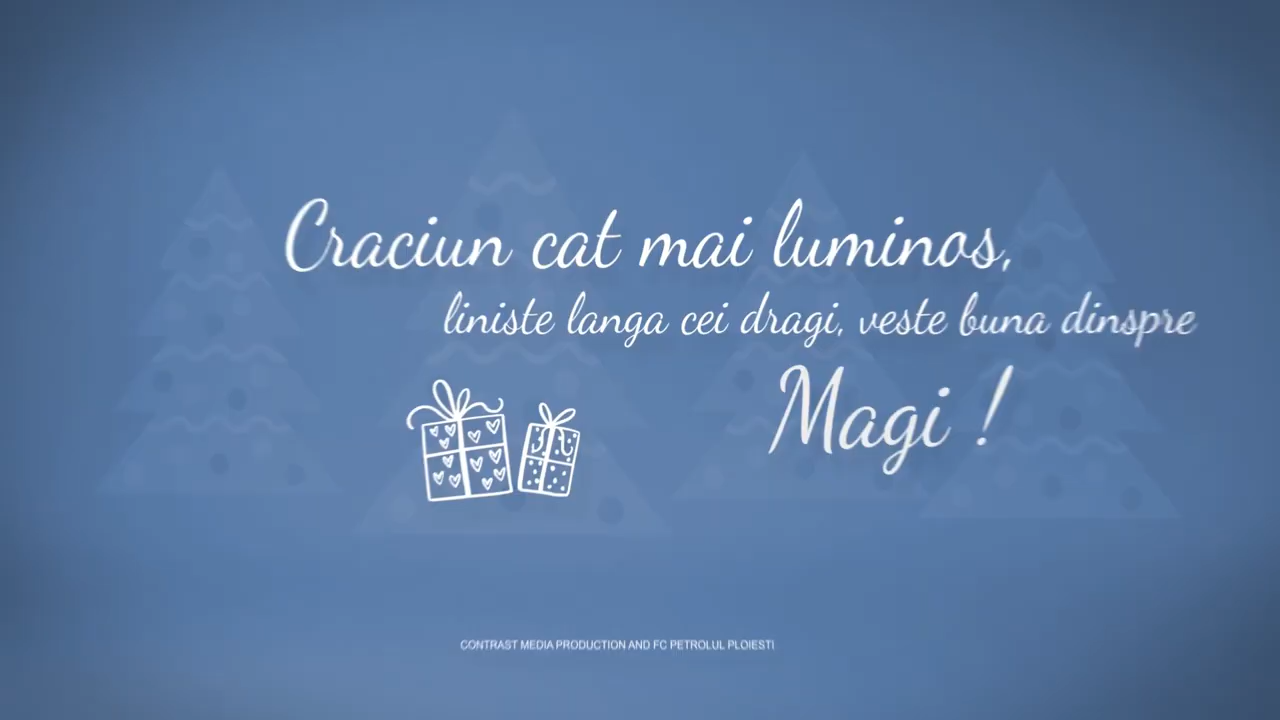 Craciun cat mai luminos,
liniste langa cei dragi, veste buna dinspre
Magi !
CONTRAST MEDIA PRODUCTION AND FC PETROLUL PLOIESTI